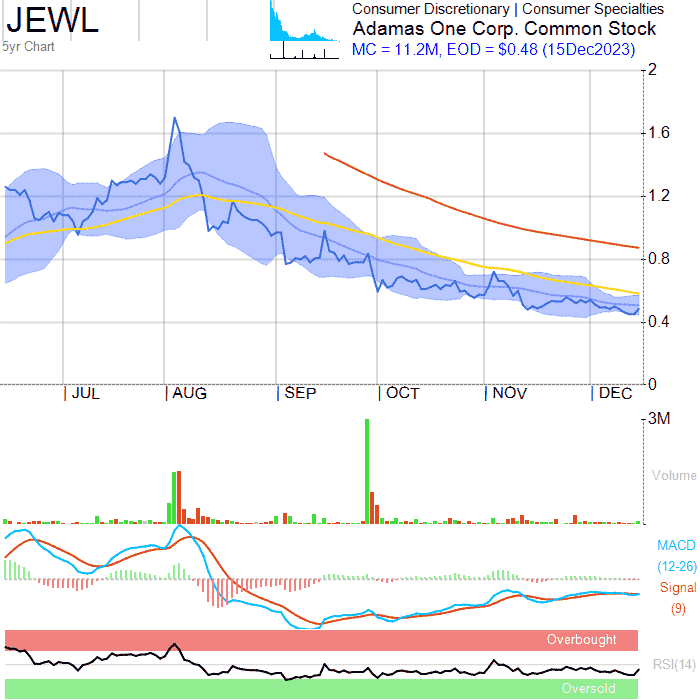 JEWL
5yr Chart
Consumer Discretionary | Consumer Specialties
Adamas One Corp. Common Stock
MC = 11.2M, EOD = $0.48 (15Dec2023)
2
1.6
1.2
0.8
0.4
0
| JUL | AUG | SEP | OCT | NOV | DEC
3M
Volume
MACD
(12-26)
Signal
(9)
Overbought
RSI(14)
Oversold